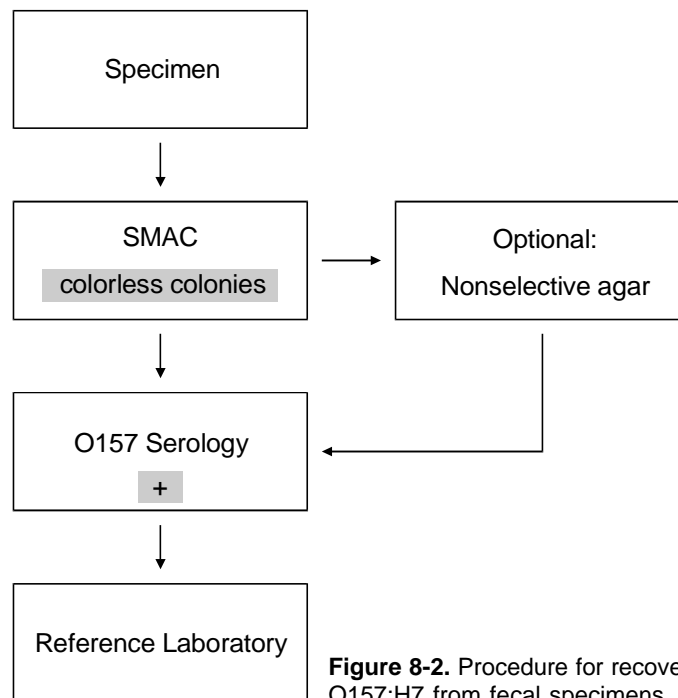 Specimen
SMAC
colorless colonies
Optional:
Nonselective agar
O157 Serology
+
Reference Laboratory
Figure 8-2. Procedure for
O157:H7 from fecal specimens